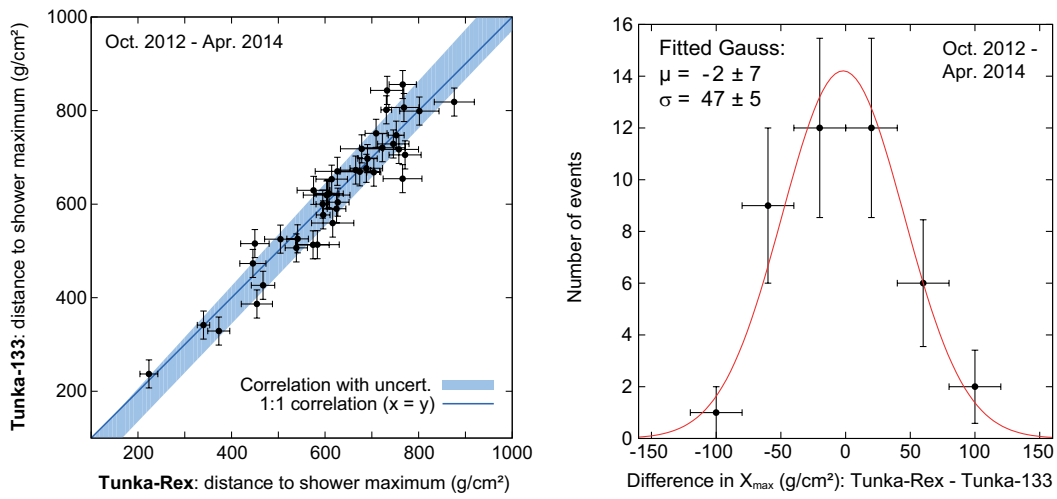 Tunka-133: distance to shower maximum (g/cm²)
1000
800
600
400
200
Oct. 2012 - Apr. 2014
Correlation with uncert.
1:1 correlation (x = y)
200 400 600 800 1000
Tunka-Rex: distance to shower maximum (g/cm²)
Number of events
16
14
12
10
8
6
4
2
0
Fitted Gauss:
μ = -2 ± 7
σ = 47 ± 5
Oct. 2012 -
Apr. 2014
-150 -100 -50 0 50 100 150
Difference in Xmax (g/cm²): Tunka-Rex - Tunka-133